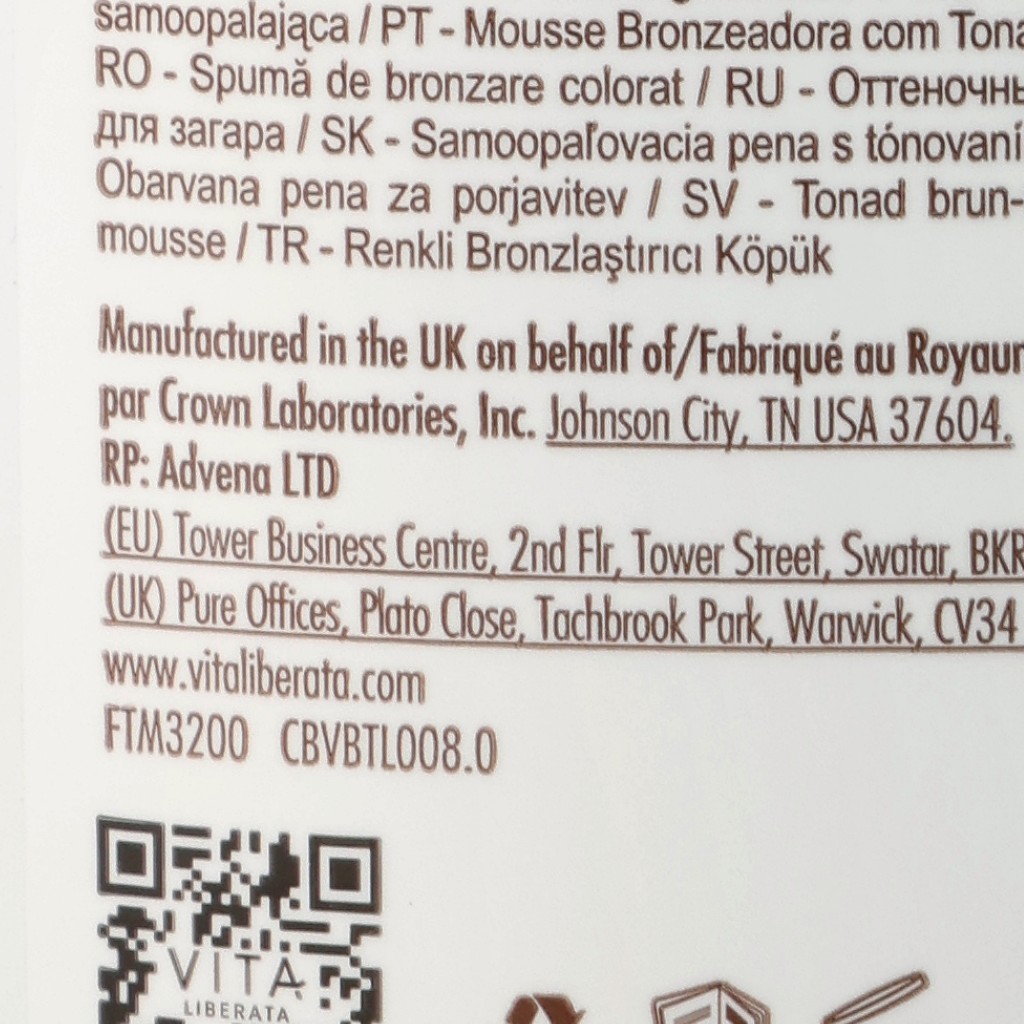 samoopalająca / PT - Mousse Bronzeadora com
RO - Spumă de bronzare colorat / RU -
для загара / SK - Samoopaľovacia pena s tónovaní
Obarvana pena za porjavitev / SV - Tonad brun-
mousse / TR - Renkli Bronzlaştırıcı Köpük
Manufactured in the UK on behalf of/Fabriqué au
par Crown Laboratories, Inc. Johnson City, TN USA 37604.
RP: Advena LTD
(EU) Tower Business Centre, 2nd Flr, Tower Street, Swatar, BKR
(UK) Pure Offices, Plato Close, Tachbrook Park, Warwick, CV34
www.vitaliberata.com
FTM3200 CBVBTL008.0
VITA
LIBERATA